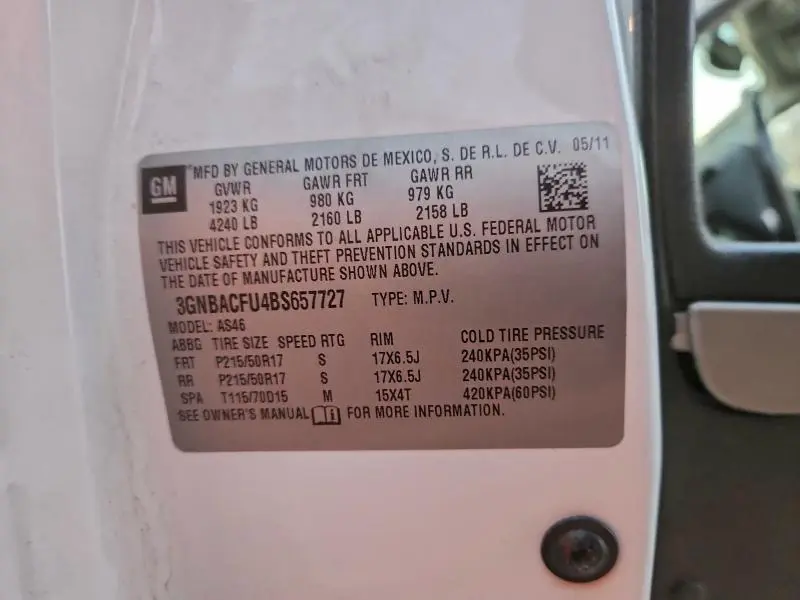 GM
MFD BY GENERAL MOTORS DE MEXICO, S. DE R.L. DE C.V. 05/11
GVWR GAWR FRT GAWR RR
1923 KG 980 KG 979 KG
4240 LB 2160 LB 2158 LB
THIS VEHICLE CONFORMS TO ALL APPLICABLE U.S. FEDERAL MOTOR
VEHICLE SAFETY AND THEFT PREVENTION STANDARDS IN EFFECT ON
THE DATE OF MANUFACTURE SHOWN ABOVE.
3GNBACFU4BS657727 TYPE: M.P.V.
MODEL: AS46
ABBG TIRE SIZE SPEED RTG RIM COLD TIRE PRESSURE
FRT P215/50R17 S 17X6.5J 240KPA(35PSI)
RR P215/50R17 S 17X6.5J 240KPA(35PSI)
SPA T115/70D15 M 15X4T 420KPA(60PSI)
SEE OWNER'S MANUAL FOR MORE INFORMATION.